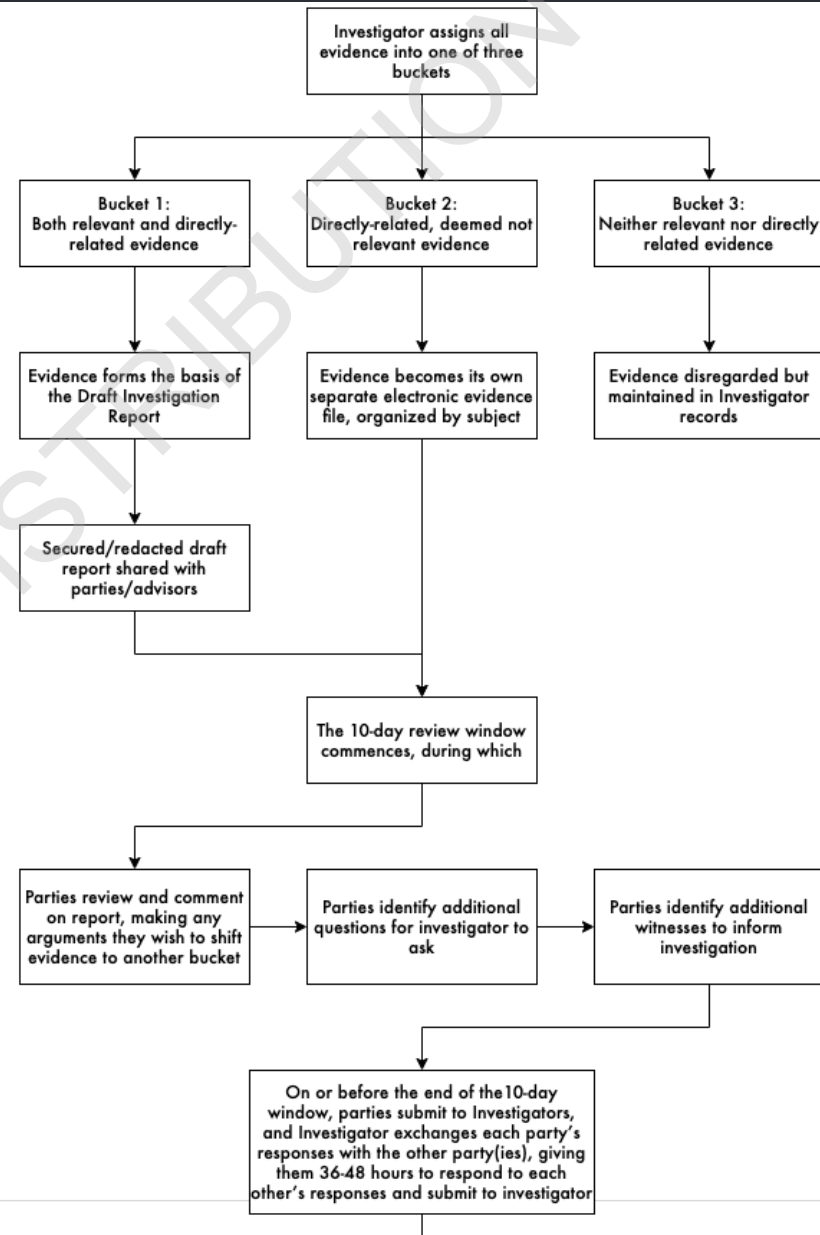 Investigator assigns all
evidence into one of three
buckets
Bucket 1:
Both relevant and directly-
related evidence
Bucket 2:
Directly-related, deemed not
relevant evidence
Bucket 3:
Neither relevant nor directly
related evidence
Evidence forms the basis of
the Draft Investigation
Report
Evidence becomes its own
separate electronic evidence
file, organized by subject
Evidence disregarded but
maintained in Investigator
records
Secured/redacted draft
report shared with
parties/advisors
The 10-day review window
commences, during which
Parties review and comment
on report, making any
arguments they wish to shift
evidence to another bucket
Parties identify additional
questions for investigator to
ask
Parties identify additional
witnesses to inform
investigation
On or before the end of the10-day
window, parties submit to Investigators,
and Investigator exchanges each party's
responses with the other party(ies), giving
them 36-48 hours to respond to each
other's responses and submit to investigator
ISTRIBUTION